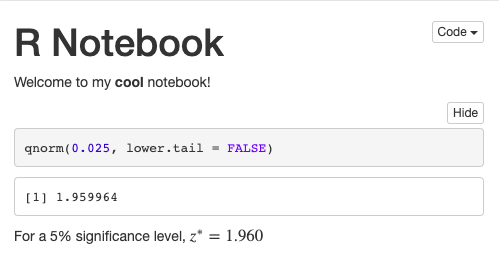 R Notebook
Code
Welcome to my cool notebook!
Hide
qnorm(0.025, lower.tail = FALSE)
[1] 1.959964
For a 5% significance level, z* = 1.960